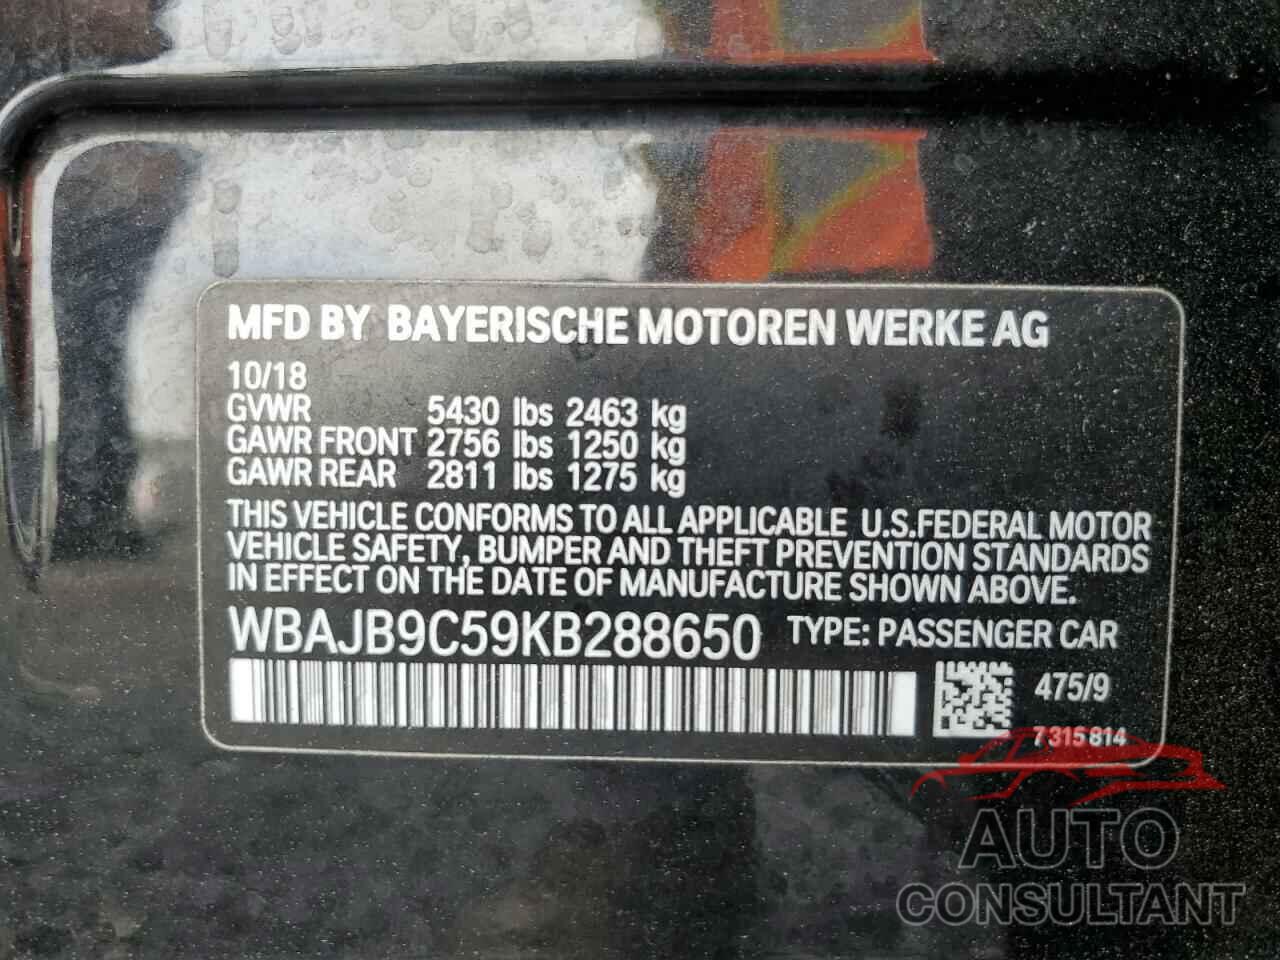 MFD BY BAYERISCHE MOTOREN WERKE AG
10/18
GVWR 5430 lbs 2463 kg
GAWR FRONT 2756 lbs 1250 kg
GAWR REAR 2811 lbs 1275 kg
THIS VEHICLE CONFORMS TO ALL APPLICABLE U.S.FEDERAL MOTOR
VEHICLE SAFETY, BUMPER AND THEFT PREVENTION STANDARDS
IN EFFECT ON THE DATE OF MANUFACTURE SHOWN ABOVE.
WBAJB9C59KB288650 TYPE: PASSENGER CAR
475/9
7315814
AUTO
CONSULTANT